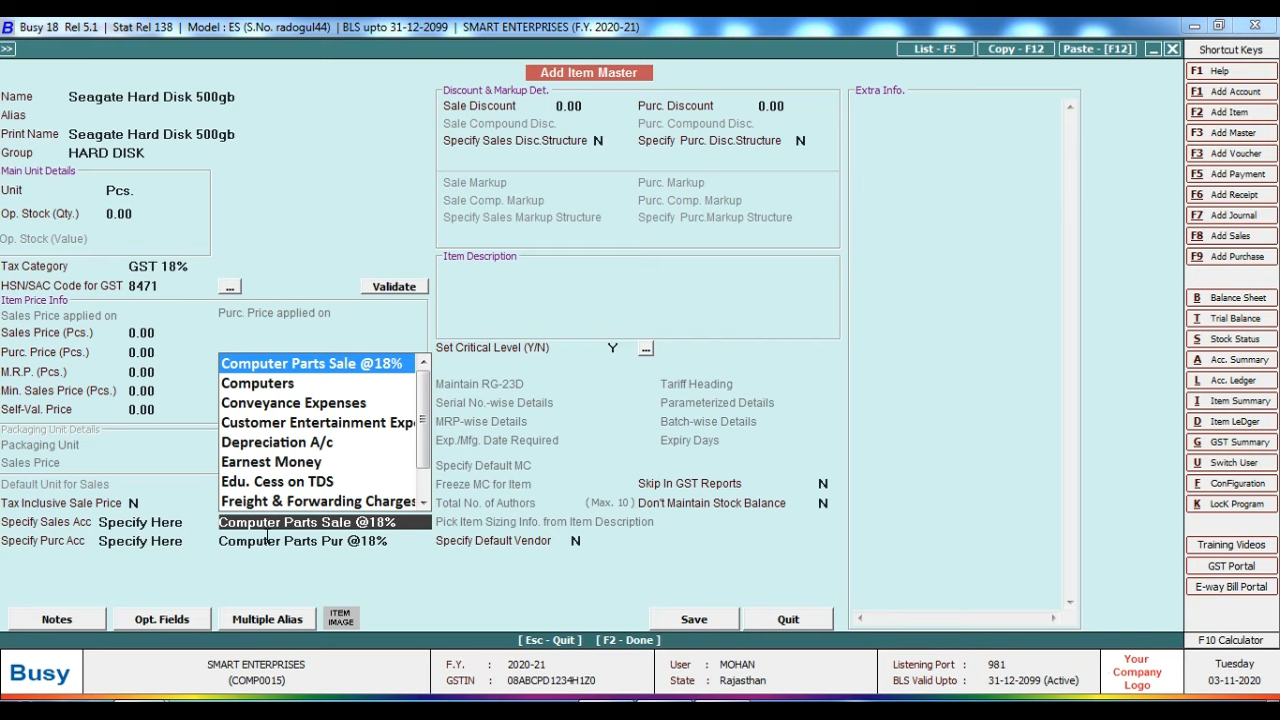 Busy 18 Rel 5.1 | Stat Rel 138 | Model : ES (S.No. radogul44) | BLS upto 31-12-2099 | SMART ENTERPRISES (F.Y. 2020-21)
>> List - F5 Copy - F12 Paste - [F12]
Add Item Master
Name Seagate Hard Disk 500gb
Alias
Print Name Seagate Hard Disk 500gb
Group HARD DISK
Main Unit Details
Unit Pcs.
Op. Stock (Qty.) 0.00
Op. Stock (Value)
Tax Category GST 18%
HSN/SAC Code for GST 8471 ... Validate
Item Price Info
Sales Price applied on Purc. Price applied on
Sales Price (Pcs.) 0.00
Purc. Price (Pcs.) 0.00
M.R.P. (Pcs.) 0.00
Min. Sales Price (Pcs.) 0.00
Self-Val. Price 0.00
Packaging Unit Details
Packaging Unit
Sales Price
Default Unit for Sales
Tax Inclusive Sale Price N
Specify Sales Acc Specify Here Computer Parts Sale @18%
Specify Purc Acc Specify Here Computer Parts Pur @18%
Computer Parts Sale @18%
Computers
Conveyance Expenses
Customer Entertainment Exp
Depreciation A/c
Earnest Money
Edu. Cess on TDS
Freight & Forwarding Charges
Discount & Markup Det.
Sale Discount 0.00 Purc. Discount 0.00
Sale Compound Disc. Purc. Compound Disc.
Specify Sales Disc.Structure N Specify Purc. Disc.Structure N
Sale Markup Purc. Markup
Sale Comp. Markup Purc. Comp. Markup
Specify Sales Markup Structure Specify Purc.Markup Structure
Item Description
Set Critical Level (Y/N) Y ...
Maintain RG-23D Tariff Heading
Serial No.-wise Details Parameterized Details
MRP-wise Details Batch-wise Details
Exp./Mfg. Date Required Expiry Days
Specify Default MC
Freeze MC for Item Skip In GST Reports N
Total No. of Authors (Max. 10) Don't Maintain Stock Balance N
Pick Item Sizing Info. from Item Description
Specify Default Vendor N
Extra Info.
Notes Opt. Fields Multiple Alias ITEM IMAGE Save Quit
[ Esc - Quit ] [ F2 - Done ]
Shortcut Keys
F1 Help
F1 Add Account
F2 Add Item
F3 Add Master
F3 Add Voucher
F5 Add Payment
F6 Add Receipt
F7 Add Journal
F8 Add Sales
F9 Add Purchase
B Balance Sheet
T Trial Balance
S Stock Status
A Acc. Summary
L Acc. Ledger
I Item Summary
D Item LeDger
G GST Summary
U Switch User
F Configuration
K LocK Program
Training Videos
GST Portal
E-way Bill Portal
F10 Calculator
Busy
SMART ENTERPRISES
(COMP0015)
F.Y. : 2020-21
GSTIN : 08ABCPD1234H1Z0
User : MOHAN
State : Rajasthan
Listening Port : 981
BLS Valid Upto : 31-12-2099 (Active)
Your
Company
Logo
Tuesday
03-11-2020